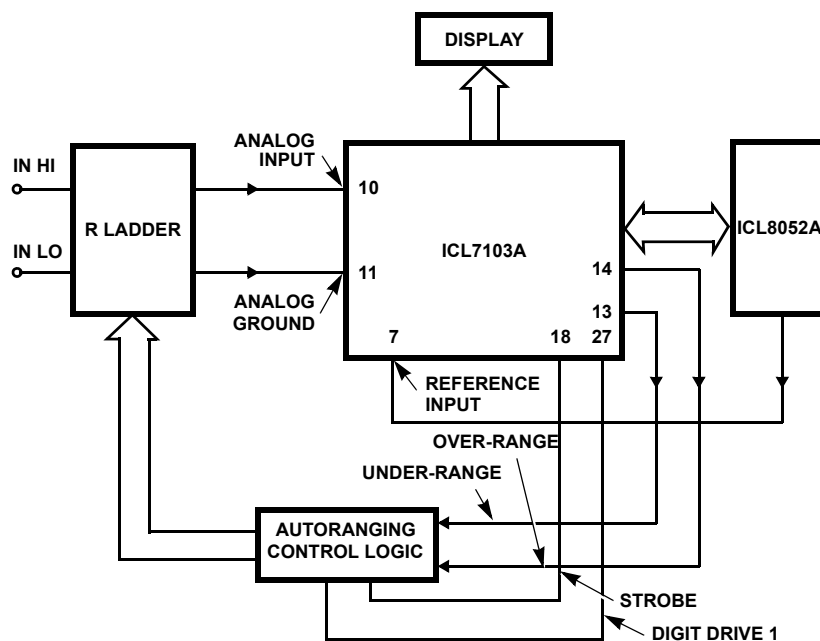 DISPLAY
ANALOG
INPUT
IN HI
10
R LADDER
ICL7103A
ICL8052A
IN LO
11
ANALOG
GROUND
14
13
7
18
27
REFERENCE
INPUT
OVER-RANGE
UNDER-RANGE
AUTORANGING
CONTROL LOGIC
STROBE
DIGIT DRIVE 1